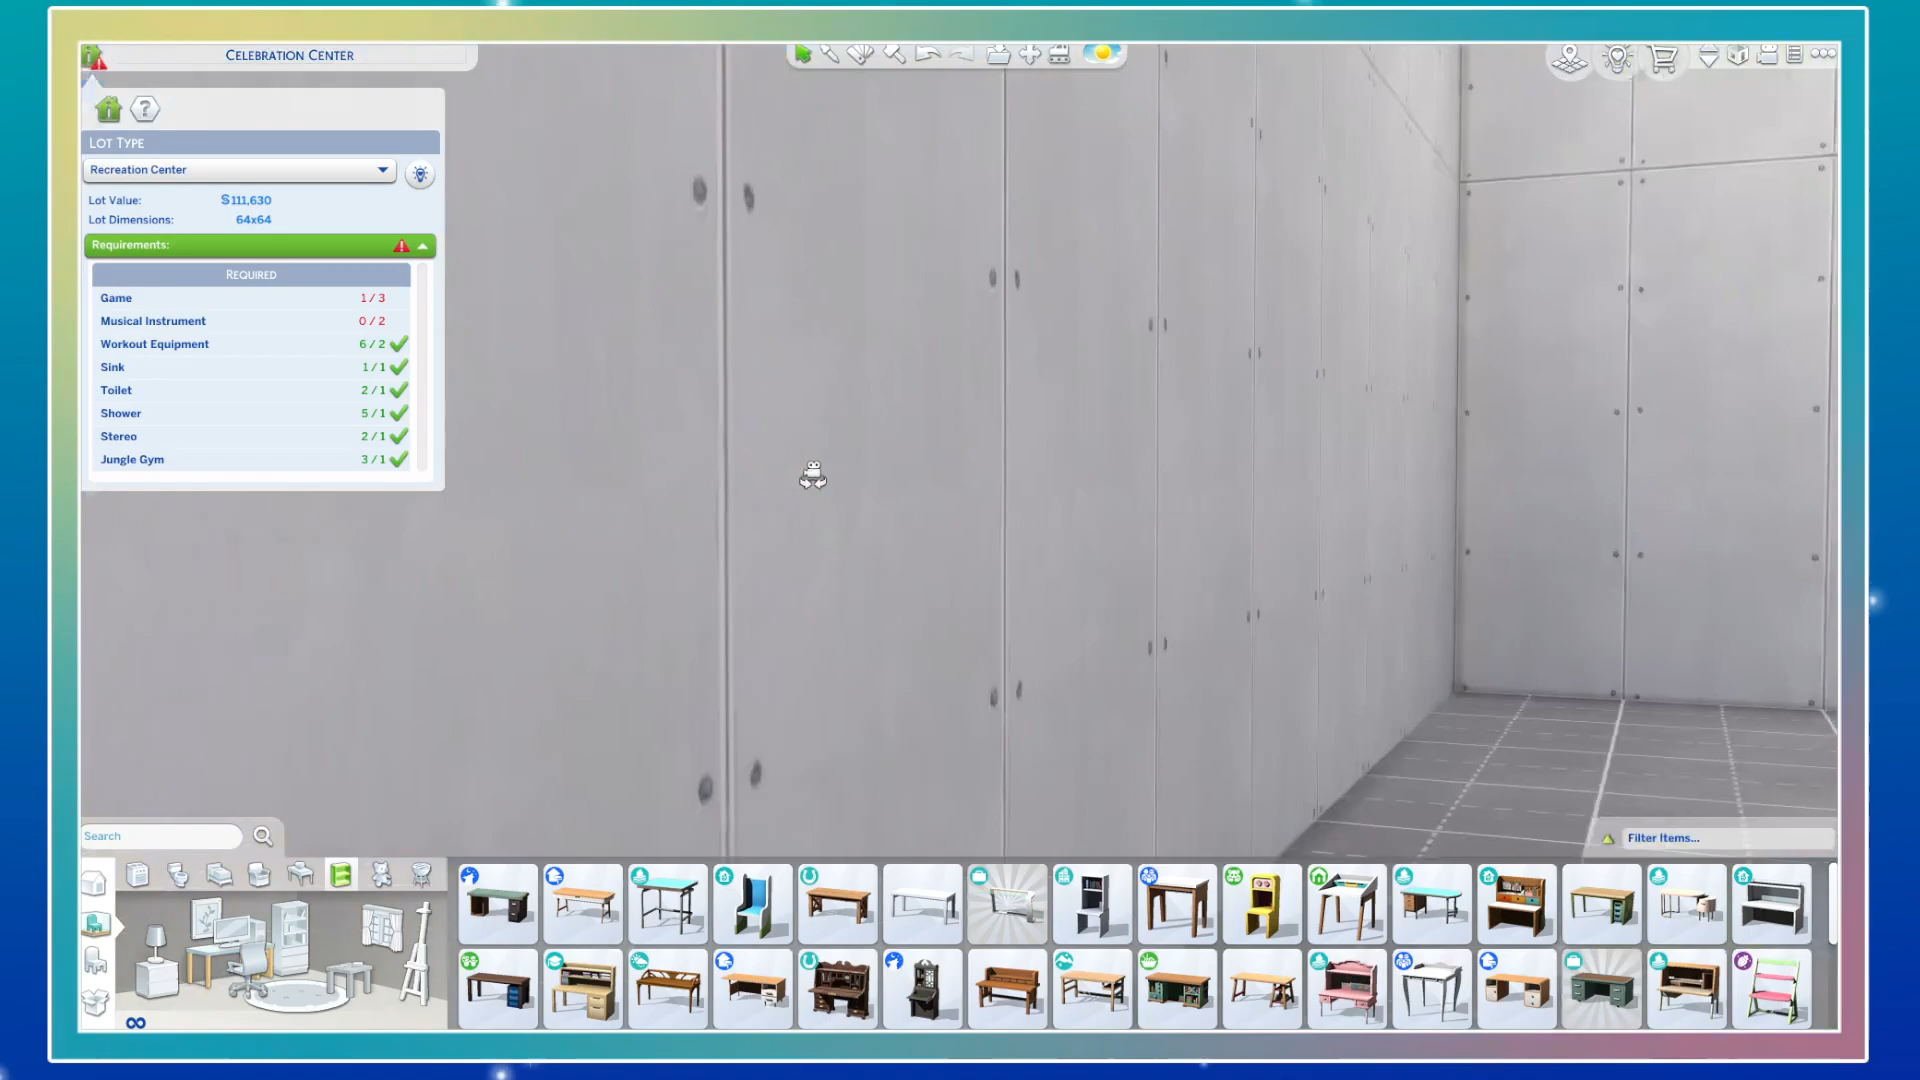 CELEBRATION CENTER
LOT TYPE
Recreation Center
Lot Value: §111,630
Lot Dimensions: 64x64
Requirements:
REQUIRED
Game 1 / 3
Musical Instrument 0 / 2
Workout Equipment 6 / 2
Sink 1 / 1
Toilet 2 / 1
Shower 5 / 1
Stereo 2 / 1
Jungle Gym 3 / 1
Search
Filter Items...